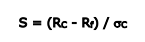 S = (Rc - Rf) / σc